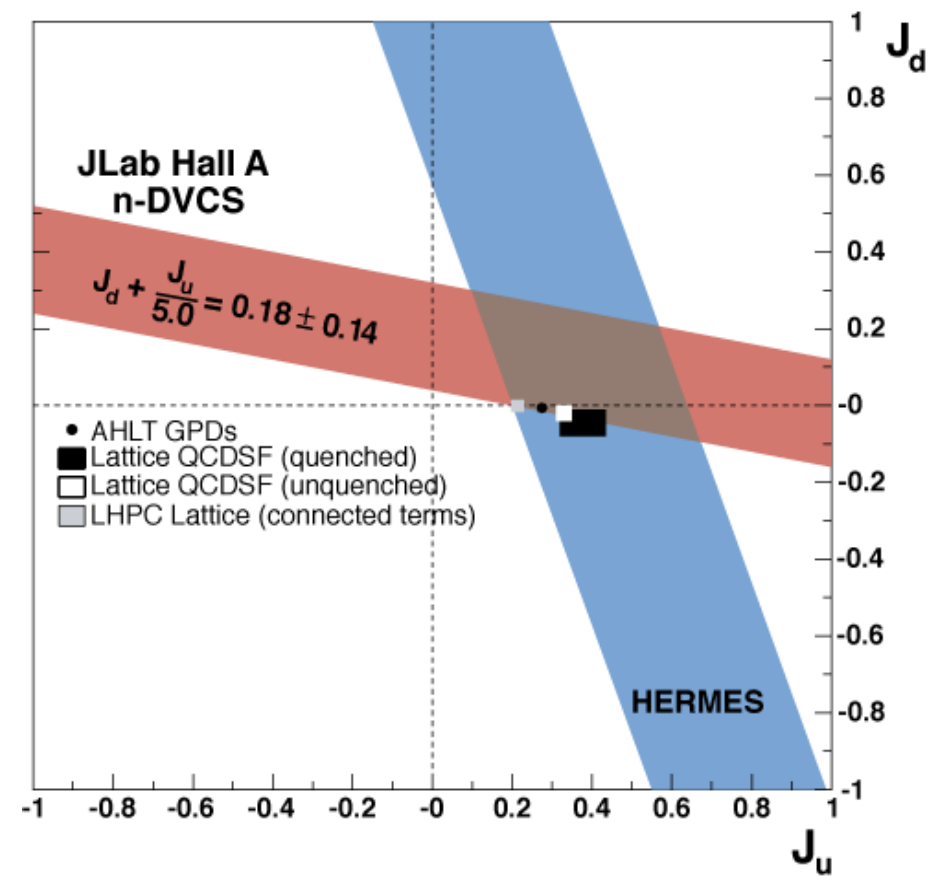 1
J_d
0.8
JLab Hall A
n-DVCS
0.6
0.4
J_d + J_u/5.0 = 0.18 ± 0.14
0.2
-0
AHLT GPDs
Lattice QCDSF (quenched)
Lattice QCDSF (unquenched)
LHPC Lattice (connected terms)
-0.2
-0.4
-0.6
HERMES
-0.8
-1
-1 -0.8 -0.6 -0.4 -0.2 -0 0.2 0.4 0.6 0.8 1
J_u